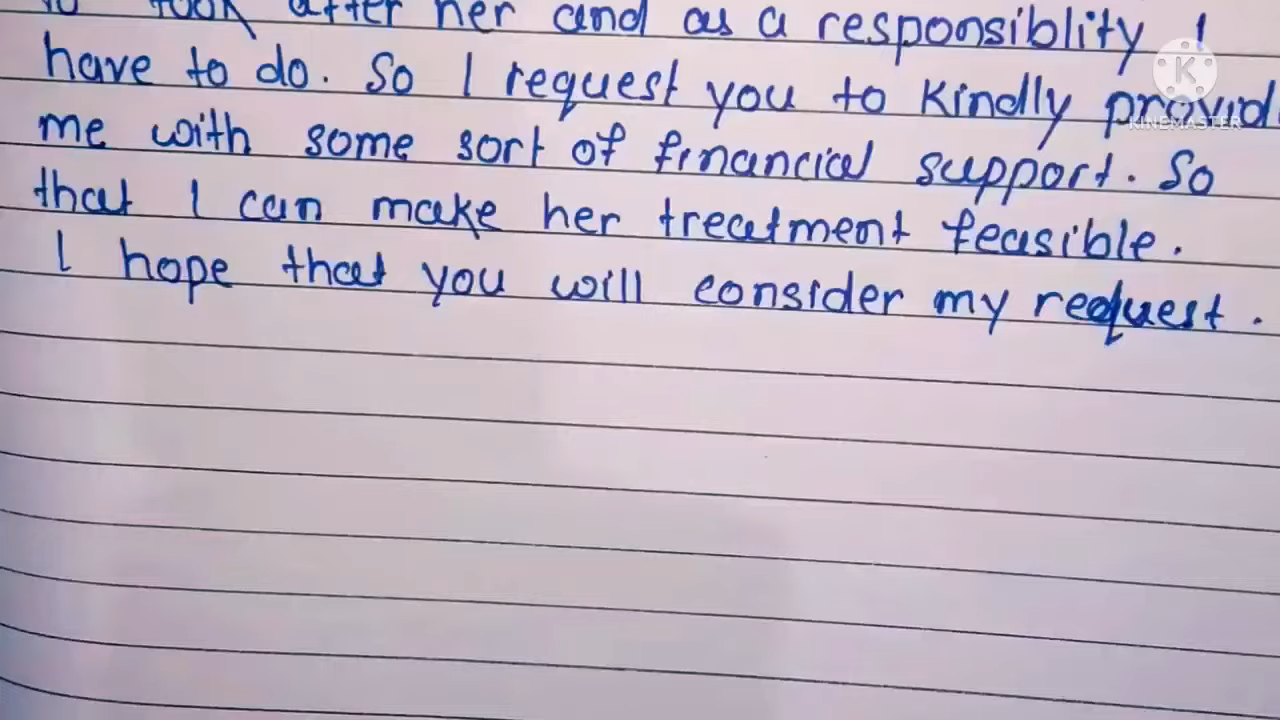 to look after her and as a responsiblity I
have to do. So I request you to Kindly provid
me with some sort of financial support. So
that I can make her treatment feasible.
I hope that you will consider my request.
K
KINEMASTER